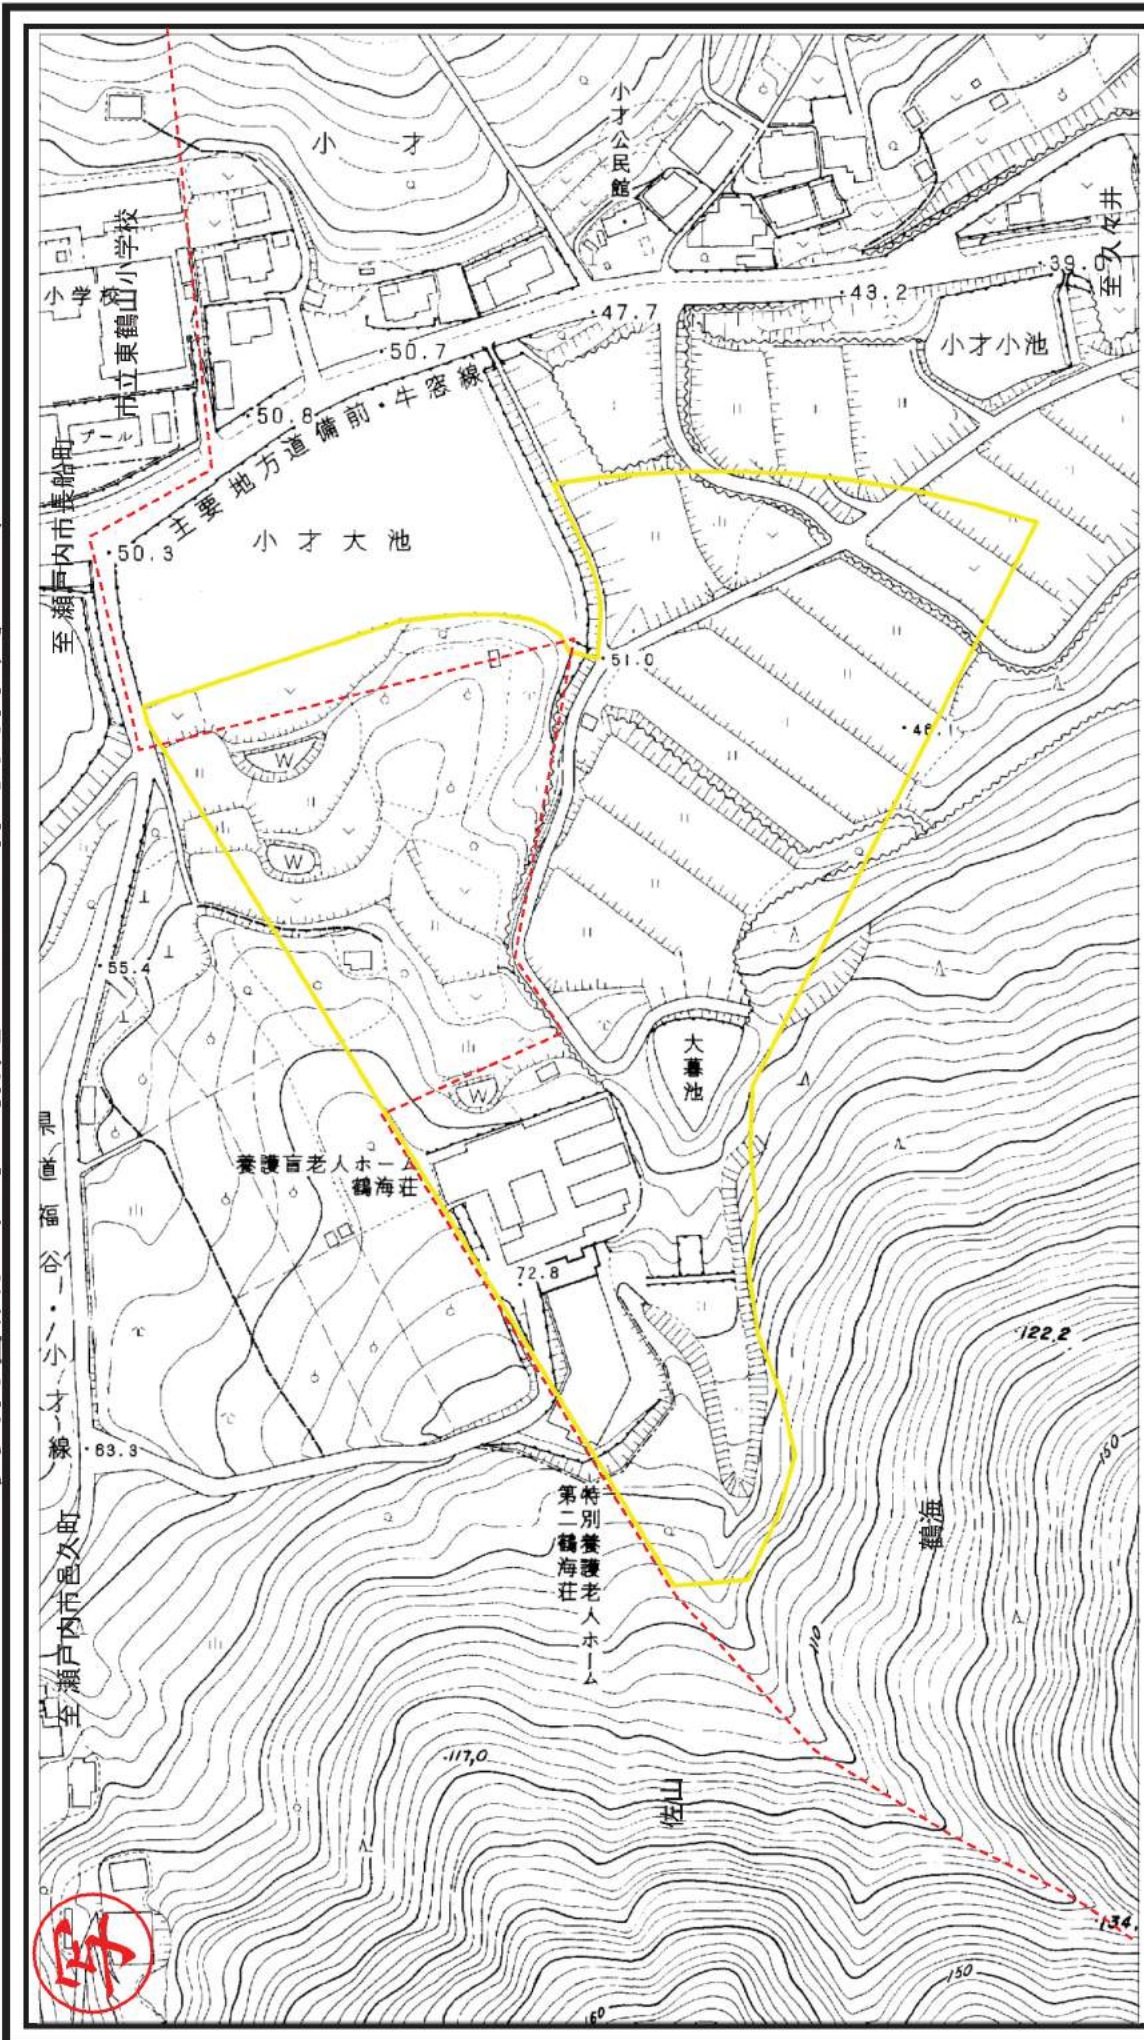 小才
小才公民館
市立東鶴山小学校
小学校
プール
至久々井
39.9
43.2
47.7
小才小池
50.7
50.8
主要地方道備前・牛窓線
至瀬戸内市長船町
50.3
小才大池
51.0
46.1
W
W
55.4
大暮池
W
県道福谷・小才線
養護盲老人ホーム
鶴海荘
72.8
122.2
150
63.3
特別養護老人ホーム
第二鶴海荘
鶴海
至瀬戸内市邑久町
110
117.0
佐山
写
134.
150
160